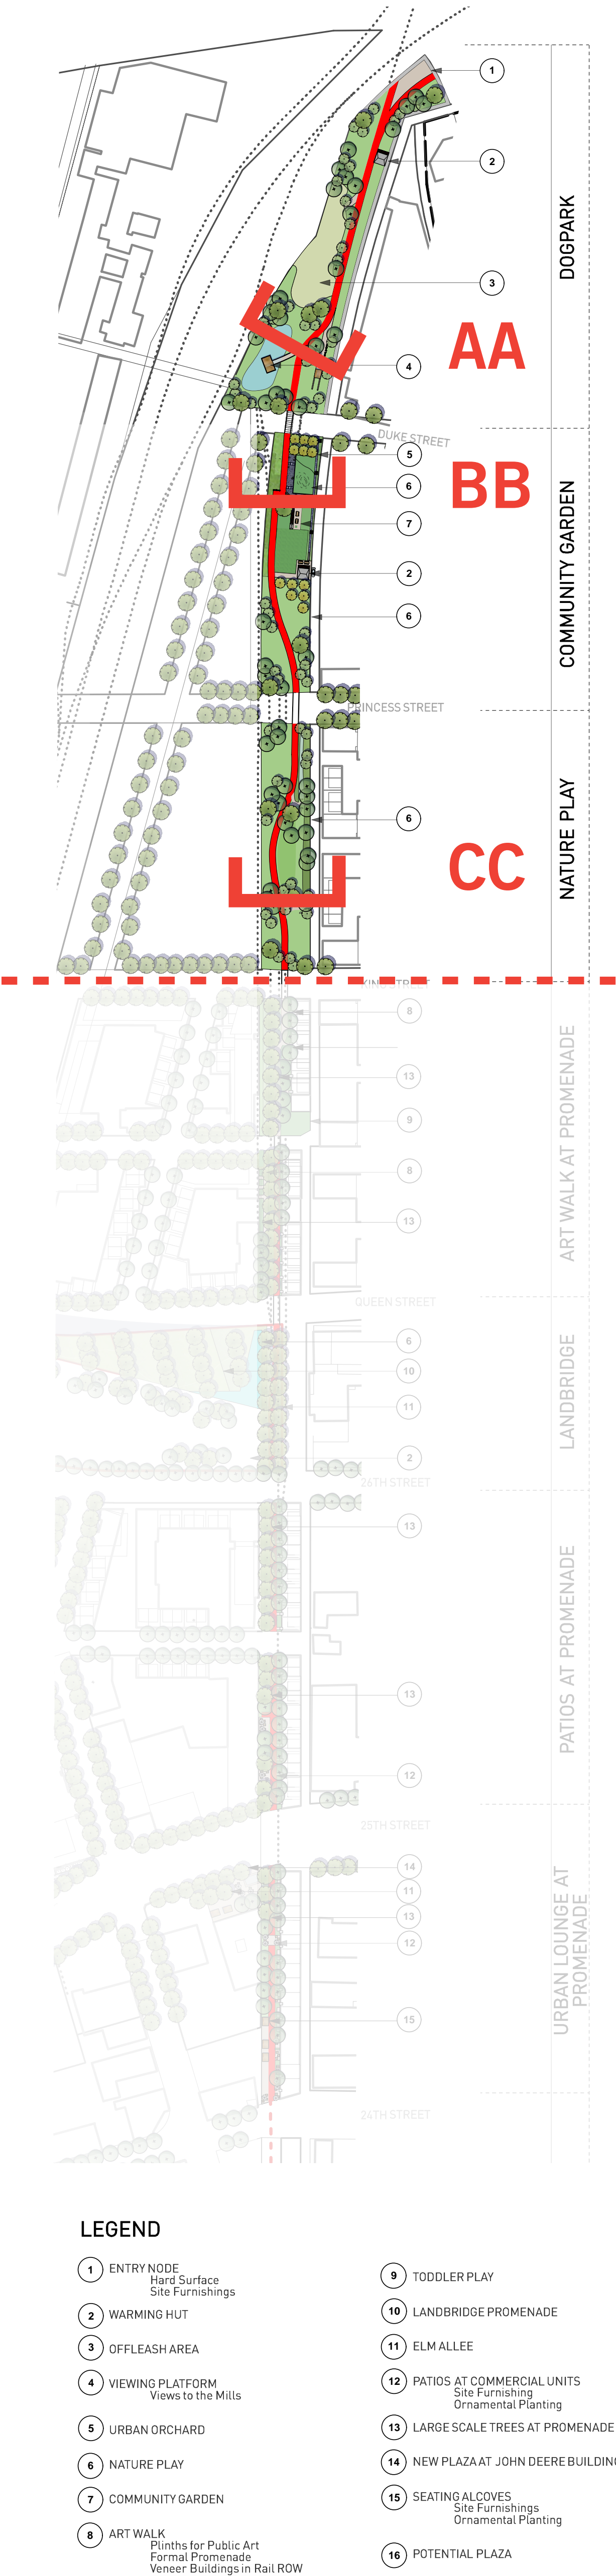 1
2
DOGPARK
3
AA
4
DUKE STREET
5
BB
6
7
COMMUNITY GARDEN
2
6
PRINCESS STREET
NATURE PLAY
6
CC
8
13
ART WALK AT PROMENADE
9
8
13
QUEEN STREET
6
LANDBRIDGE
10
11
2
26TH STREET
13
PATIOS AT PROMENADE
13
12
25TH STREET
14
11
13
URBAN LOUNGE AT
PROMENADE
12
15
24TH STREET
LEGEND
1 ENTRY NODE
Hard Surface
Site Furnishings
2 WARMING HUT
3 OFFLEASH AREA
4 VIEWING PLATFORM
Views to the Mills
5 URBAN ORCHARD
6 NATURE PLAY
7 COMMUNITY GARDEN
8 ART WALK
Plinths for Public Art
Formal Promenade
Veneer Buildings in Rail ROW
9 TODDLER PLAY
10 LANDBRIDGE PROMENADE
11 ELM ALLEE
12 PATIOS AT COMMERCIAL UNITS
Site Furnishing
Ornamental Planting
13 LARGE SCALE TREES AT PROMENADE
14 NEW PLAZA AT JOHN DEERE BUILDING
15 SEATING ALCOVES
Site Furnishings
Ornamental Planting
16 POTENTIAL PLAZA